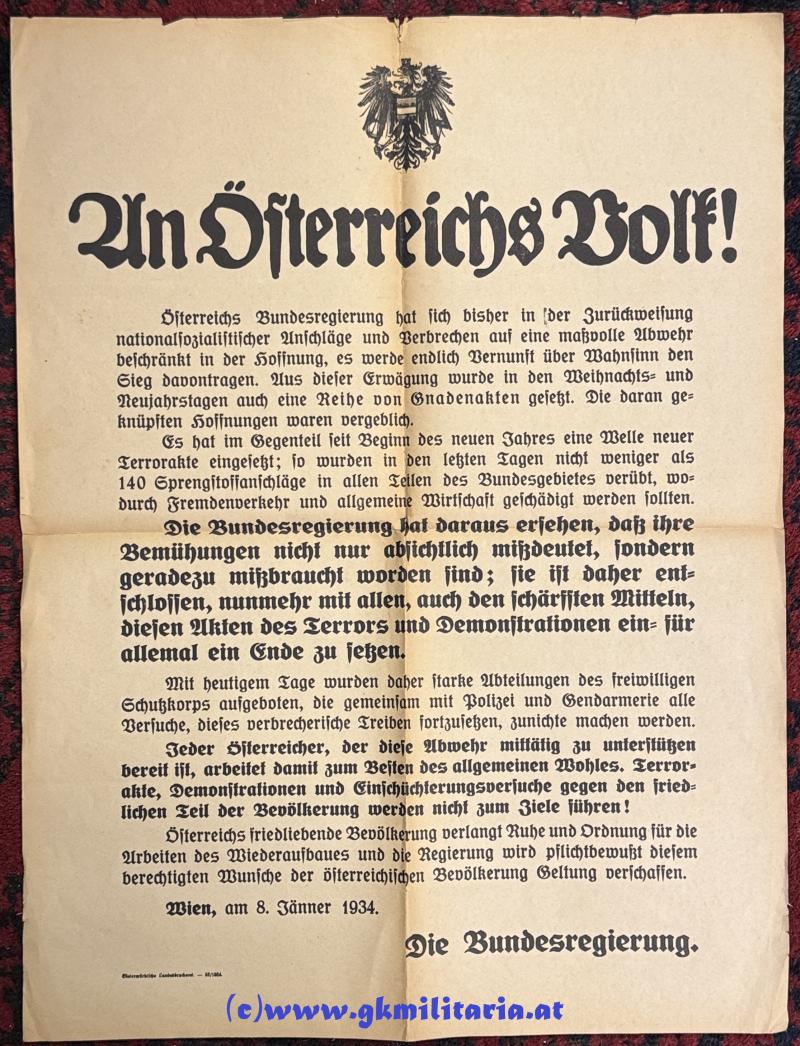 An Österreichs Volk!
Österreichs Bundesregierung hat sich bisher in der Zurückweisung
nationalsozialistischer Anschläge und Verbrechen auf eine maßvolle Abwehr
beschränkt in der Hoffnung, es werde endlich Vernunft über Wahnsinn den
Sieg davontragen. Aus dieser Erwägung wurde in den Weihnachts- und
Neujahrstagen auch eine Reihe von Gnadenakten gesetzt. Die daran ge-
knüpften Hoffnungen waren vergeblich.
Es hat im Gegenteil seit Beginn des neuen Jahres eine Welle neuer
Terrorakte eingesetzt; so wurden in den letzten Tagen nicht weniger als
140 Sprengstoffanschläge in allen Teilen des Bundesgebietes verübt, wo-
durch Fremdenverkehr und allgemeine Wirtschaft geschädigt werden sollten.
Die Bundesregierung hat daraus ersehen, daß ihre
Bemühungen nicht nur absichtlich mißdeutet, sondern
geradezu mißbraucht worden sind; sie ist daher ent-
schlossen, nunmehr mit allen, auch den schärfsten Mitteln,
diesen Akten des Terrors und Demonstrationen ein- für
allemal ein Ende zu setzen.
Mit heutigem Tage wurden daher starke Abteilungen des freiwilligen
Schutzkorps aufgeboten, die gemeinsam mit Polizei und Gendarmerie alle
Versuche, dieses verbrecherische Treiben fortzusetzen, zunichte machen werden.
Jeder Österreicher, der diese Abwehr mittätig zu unterstützen
bereit ist, arbeitet damit zum Besten des allgemeinen Wohles. Terror-
akte, Demonstrationen und Einschüchterungsversuche gegen den fried-
lichen Teil der Bevölkerung werden nicht zum Ziele führen!
Österreichs friedliebende Bevölkerung verlangt Ruhe und Ordnung für die
Arbeiten des Wiederaufbaues und die Regierung wird pflichtbewußt diesem
berechtigten Wunsche der österreichischen Bevölkerung Geltung verschaffen.
Wien, am 8. Jänner 1934.
Die Bundesregierung.
Landesdruckerei. —
(c)www.gkmilitaria.at